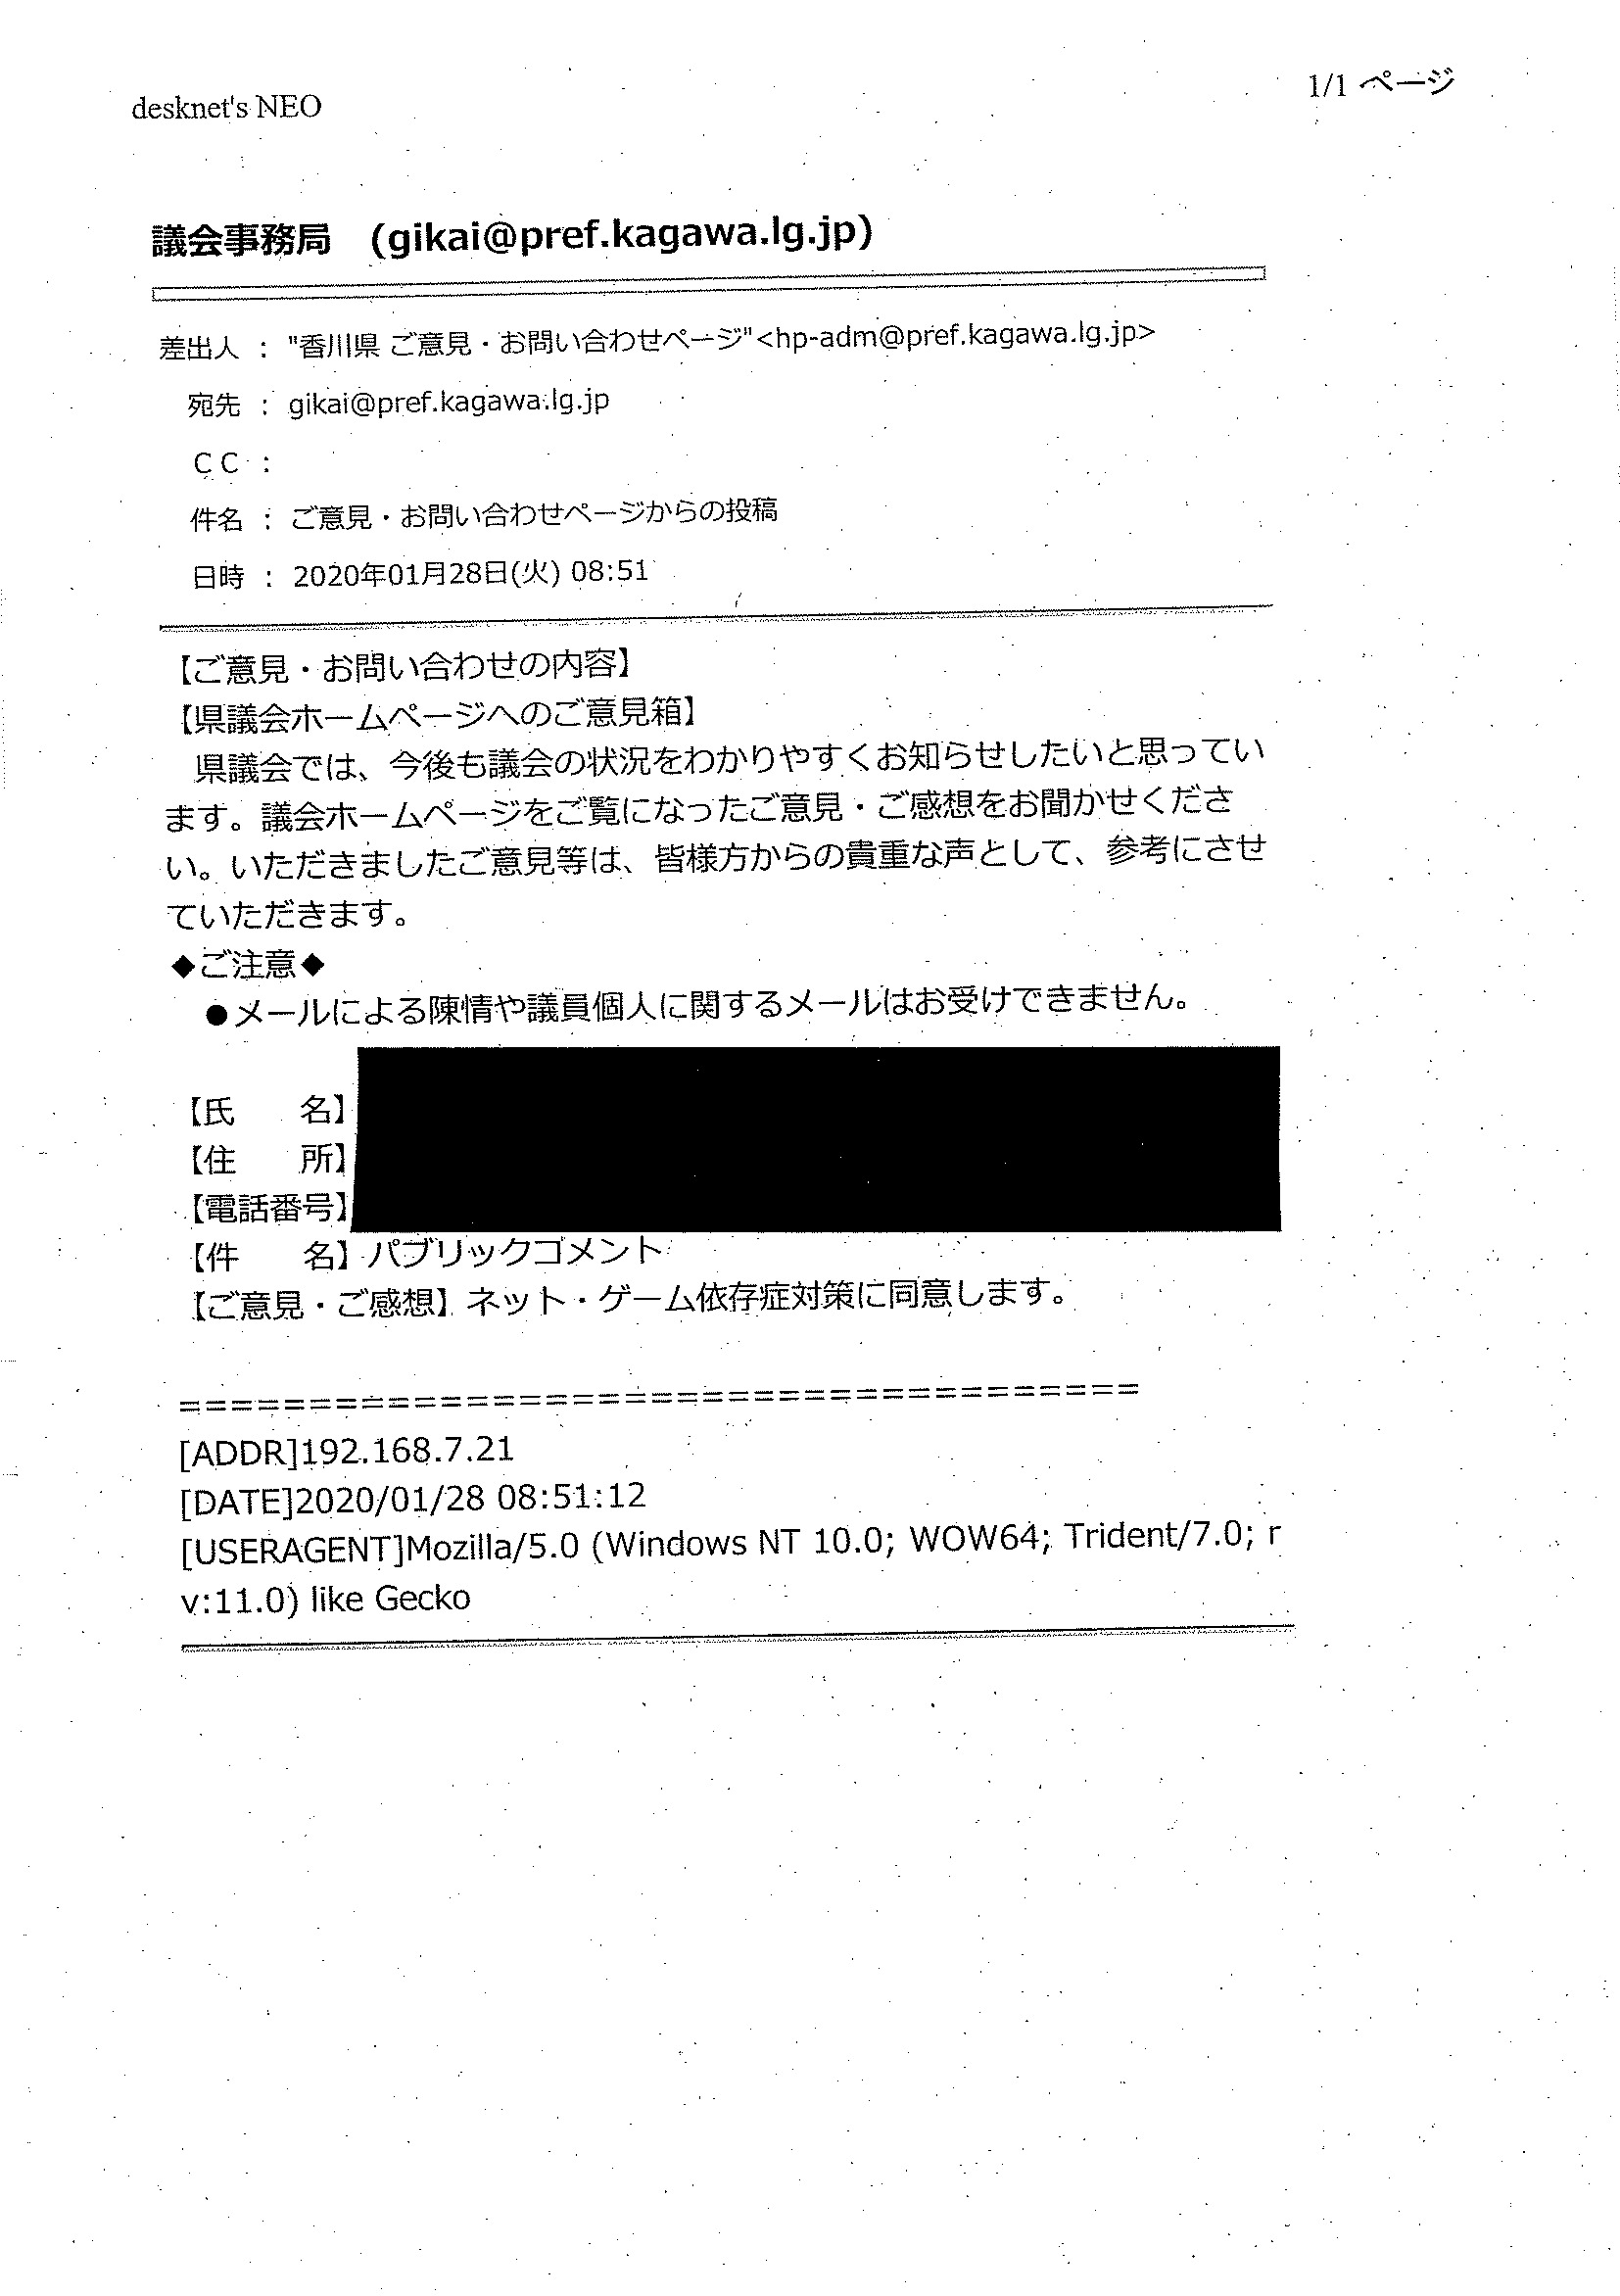 1/1 ページ
desknet's NEO
議会事務局　(gikai@pref.kagawa.lg.jp)
差出人 ： "香川県 ご意見・お問い合わせページ"<hp-adm@pref.kagawa.lg.jp>
宛先 ： gikai@pref.kagawa.lg.jp
ＣＣ ：
件名 ： ご意見・お問い合わせページからの投稿
日時 ： 2020年01月28日(火) 08:51
【ご意見・お問い合わせの内容】
【県議会ホームページへのご意見箱】
　県議会では、今後も議会の状況をわかりやすくお知らせしたいと思ってい
ます。議会ホームページをご覧になったご意見・ご感想をお聞かせくださ
い。いただきましたご意見等は、皆様方からの貴重な声として、参考にさせ
ていただきます。
◆ご注意◆
　●メールによる陳情や議員個人に関するメールはお受けできません。
【氏　　名】
【住　　所】
【電話番号】
【件　　名】パブリックコメント
【ご意見・ご感想】ネット・ゲーム依存症対策に同意します。
=====================================
[ADDR]192.168.7.21
[DATE]2020/01/28 08:51:12
[USERAGENT]Mozilla/5.0 (Windows NT 10.0; WOW64; Trident/7.0; r
v:11.0) like Gecko